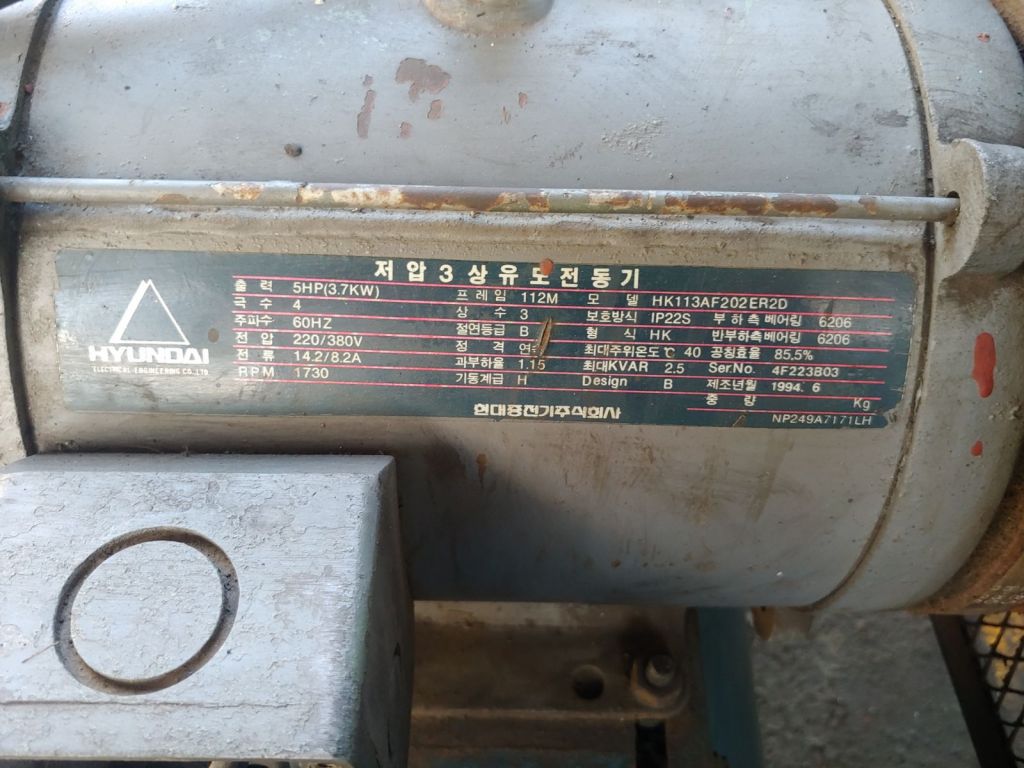 저압3상유도전동기
출력 5HP(3.7KW) 프레임 112M 모델 HK113AF202ER2D
극수 4 상수 3 보호방식 IP22S 부하측베어링 6206
주파수 60HZ 절연등급 B 형식 HK 반부하측베어링 6206
전압 220/380V 정격 최대주위온도℃ 40 공칭효율 85.5%
전류 14.2/8.2A 과부하율 1.15 최대KVAR 2.5 SerNo. 4F223B03
RPM 1730 기동계급 H Design B 제조년월 1994. 6
중량 Kg
HYUNDAI
ELECTRICAL ENGINEERING CO., LTD
현대중전기주식회사
NP249A7171LH